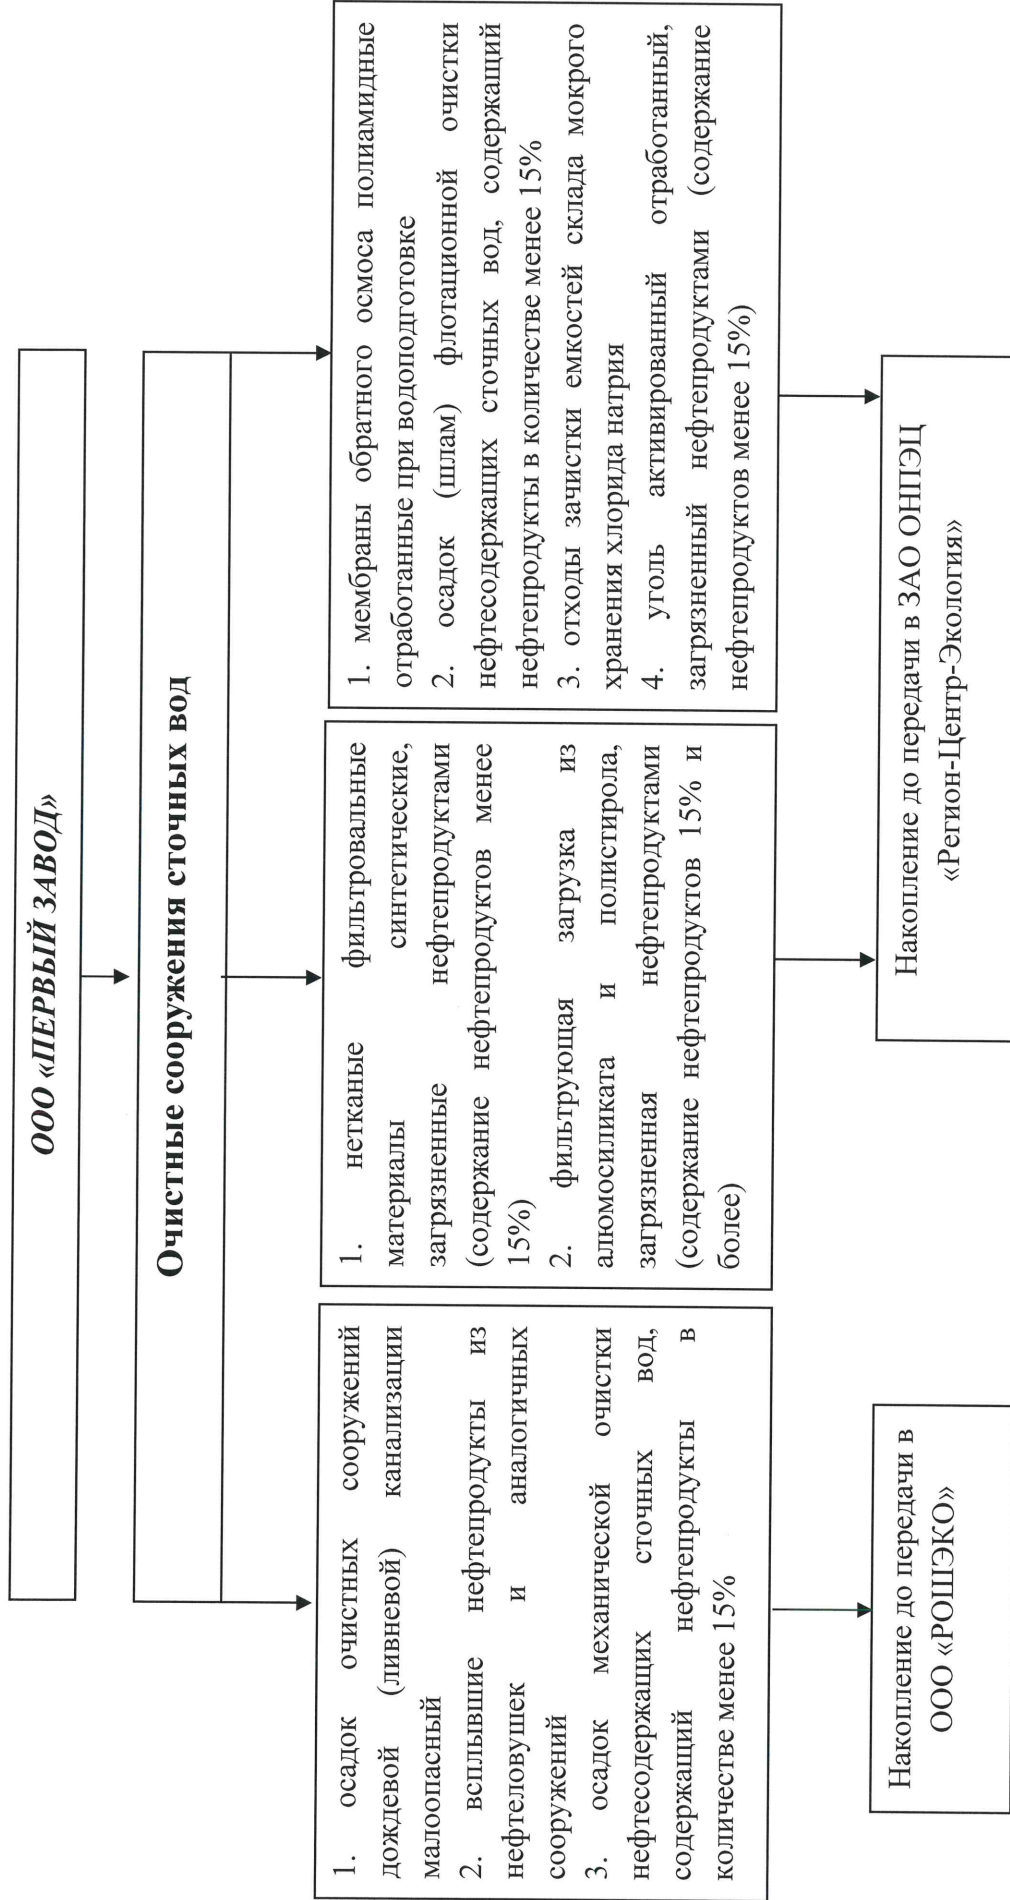 ООО «ПЕРВЫЙ ЗАВОД»
Очистные сооружения сточных вод
1. осадок очистных сооружений
дождевой (ливневой) канализации
малоопасный
2. всплывшие нефтепродукты из
нефтеловушек и аналогичных
сооружений
3. осадок механической очистки
нефтесодержащих сточных вод,
содержащий нефтепродукты в
количестве менее 15%
1. нетканые фильтровальные
материалы синтетические,
загрязненные нефтепродуктами
(содержание нефтепродуктов менее
15%)
2. фильтрующая загрузка из
алюмосиликата и полистирола,
загрязненная нефтепродуктами
(содержание нефтепродуктов 15% и
более)
1. мембраны обратного осмоса полиамидные
отработанные при водоподготовке
2. осадок (шлам) флотационной очистки
нефтесодержащих сточных вод, содержащий
нефтепродукты в количестве менее 15%
3. отходы зачистки емкостей склада мокрого
хранения хлорида натрия
4. уголь активированный отработанный,
загрязненный нефтепродуктами (содержание
нефтепродуктов менее 15%)
Накопление до передачи в
ООО «РОШЭКО»
Накопление до передачи в ЗАО ОНПЭЦ
«Регион-Центр-Экология»